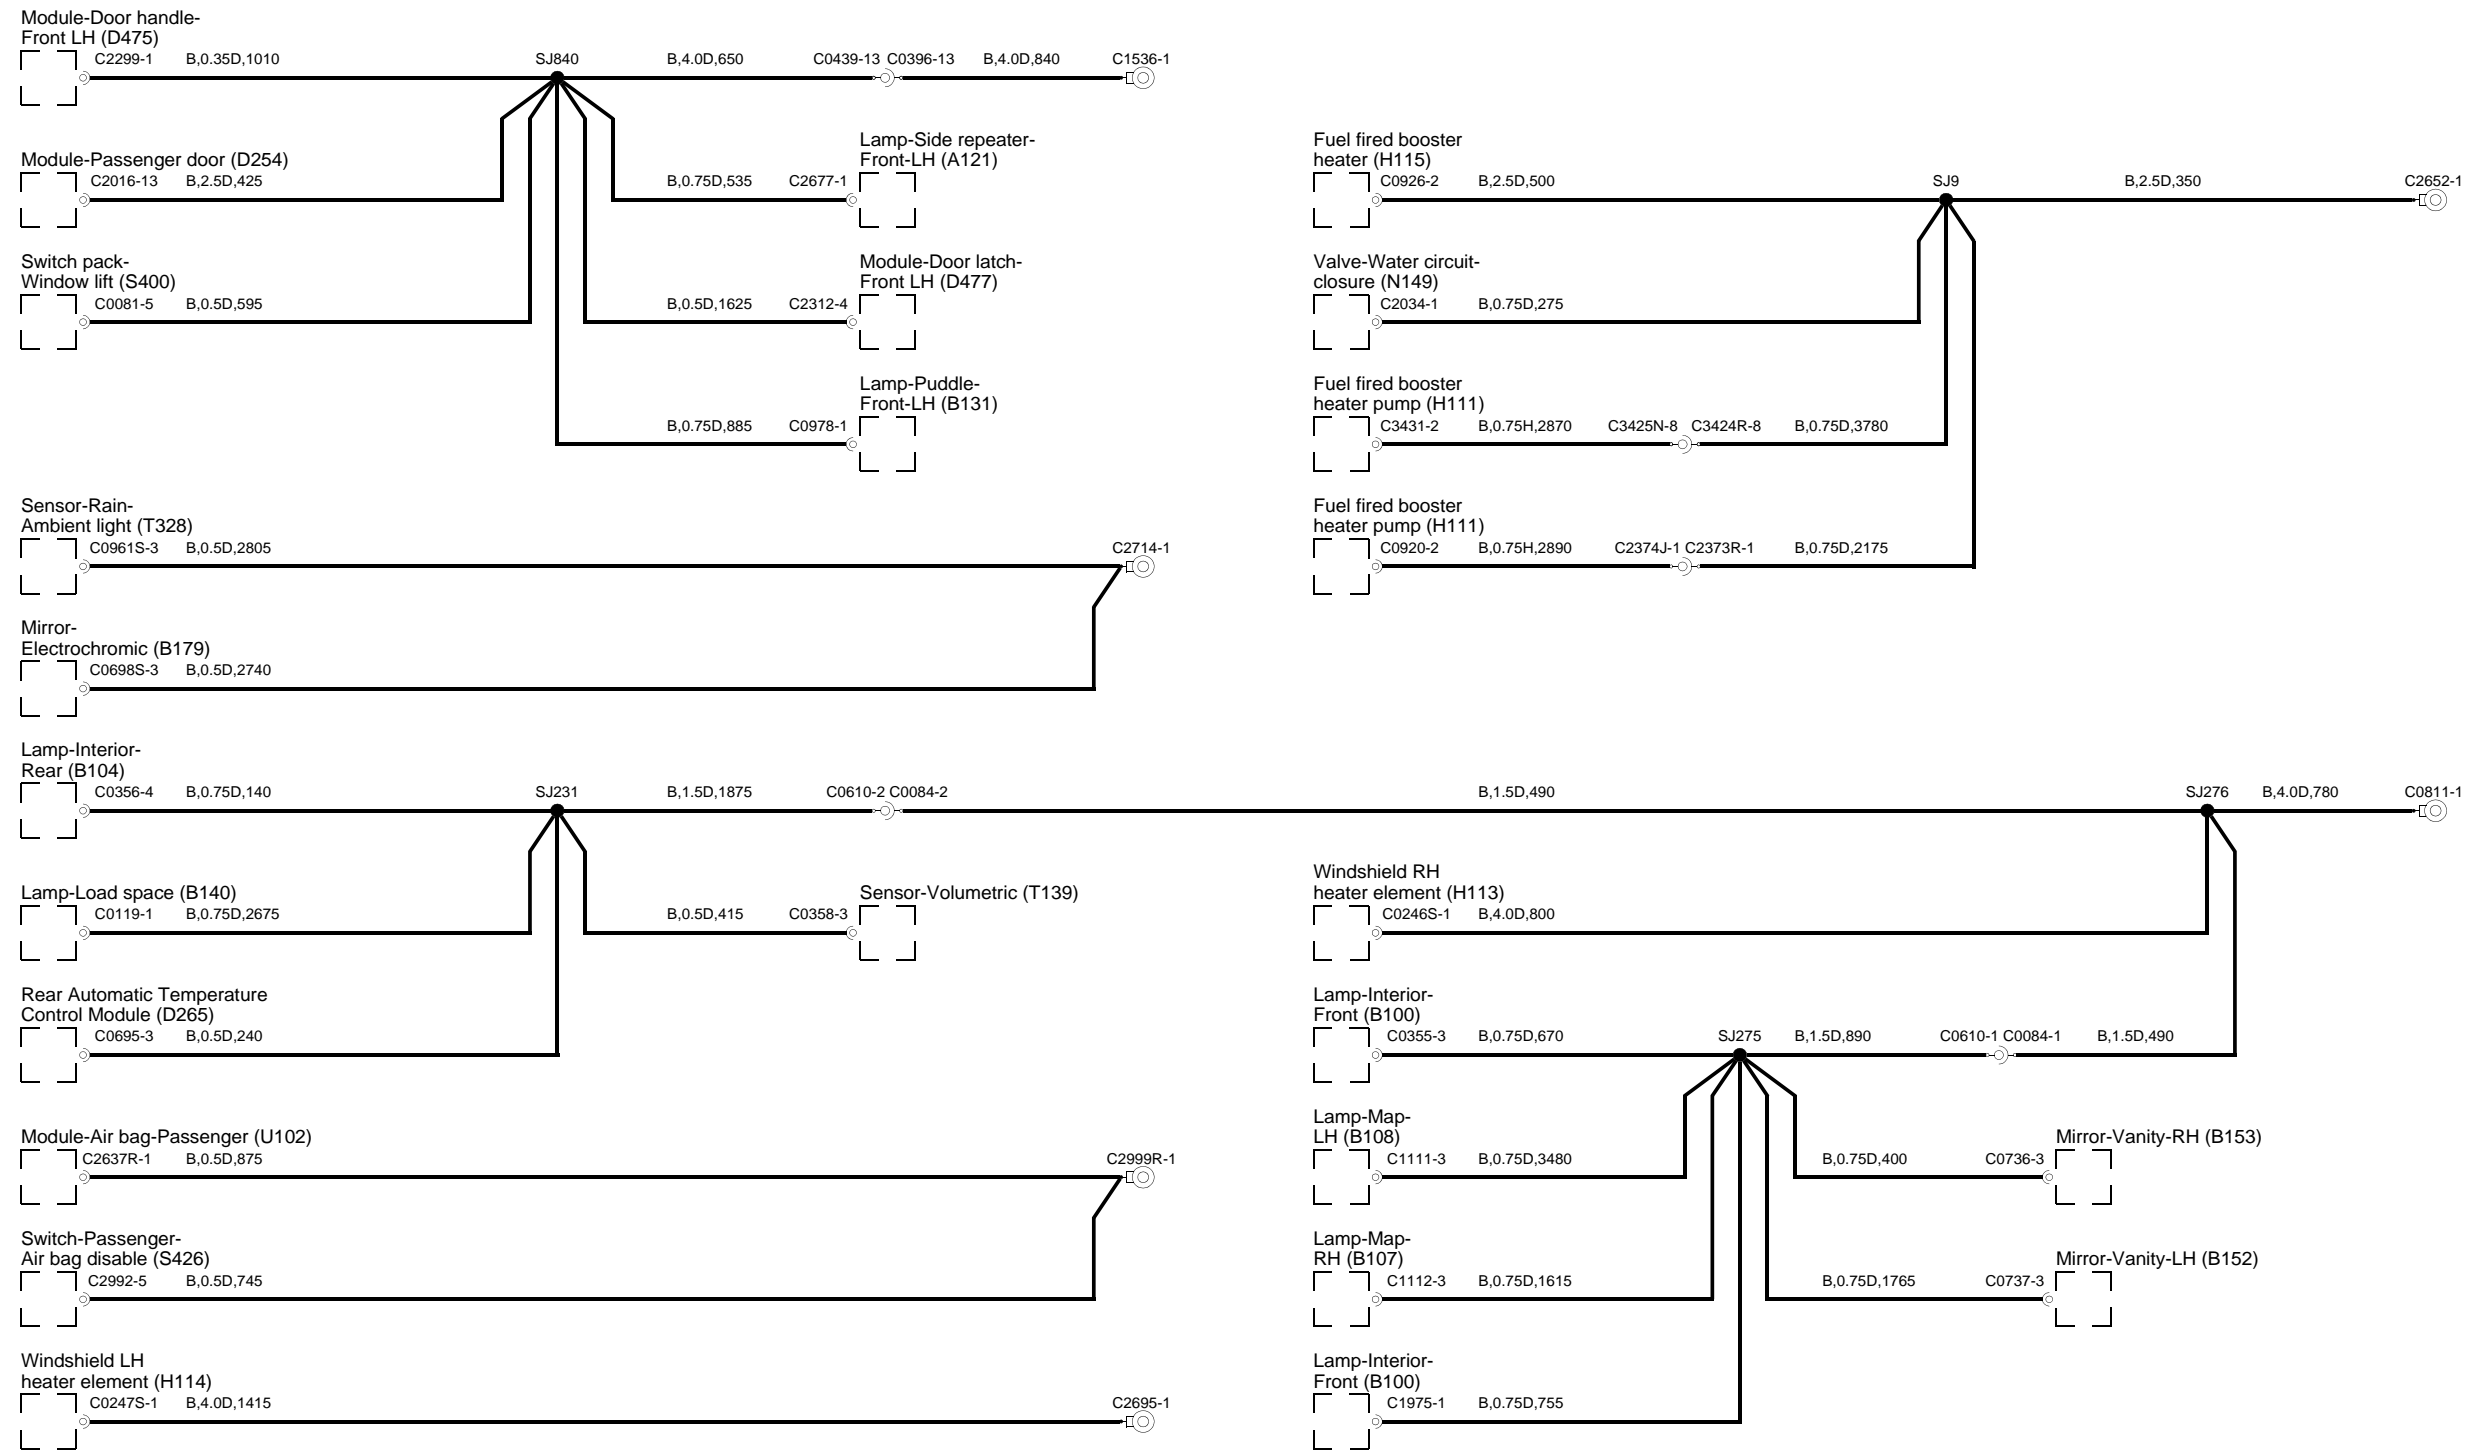 Module-Door handle-
Front LH (D475)
C2299-1 B,0.35D,1010 SJ840 B,4.0D,650 C0439-13 C0396-13 B,4.0D,840 C1536-1
Module-Passenger door (D254)
C2016-13 B,2.5D,425
Lamp-Side repeater-
Front-LH (A121)
B,0.75D,535 C2677-1
Switch pack-
Window lift (S400)
C0081-5 B,0.5D,595
Module-Door latch-
Front LH (D477)
B,0.5D,1625 C2312-4
Lamp-Puddle-
Front-LH (B131)
B,0.75D,885 C0978-1
Fuel fired booster
heater (H115)
C0926-2 B,2.5D,500 SJ9 B,2.5D,350 C2652-1
Valve-Water circuit-
closure (N149)
C2034-1 B,0.75D,275
Fuel fired booster
heater pump (H111)
C3431-2 B,0.75H,2870 C3425N-8 C3424R-8 B,0.75D,3780
Fuel fired booster
heater pump (H111)
C0920-2 B,0.75H,2890 C2374J-1 C2373R-1 B,0.75D,2175
Sensor-Rain-
Ambient light (T328)
C0961S-3 B,0.5D,2805 C2714-1
Mirror-
Electrochromic (B179)
C0698S-3 B,0.5D,2740
Lamp-Interior-
Rear (B104)
C0356-4 B,0.75D,140 SJ231 B,1.5D,1875 C0610-2 C0084-2 B,1.5D,490 SJ276 B,4.0D,780 C0811-1
Lamp-Load space (B140)
C0119-1 B,0.75D,2675
Sensor-Volumetric (T139)
B,0.5D,415 C0358-3
Rear Automatic Temperature
Control Module (D265)
C0695-3 B,0.5D,240
Windshield RH
heater element (H113)
C0246S-1 B,4.0D,800
Lamp-Interior-
Front (B100)
C0355-3 B,0.75D,670 SJ275 B,1.5D,890 C0610-1 C0084-1 B,1.5D,490
Module-Air bag-Passenger (U102)
C2637R-1 B,0.5D,875 C2999R-1
Switch-Passenger-
Air bag disable (S426)
C2992-5 B,0.5D,745
Windshield LH
heater element (H114)
C0247S-1 B,4.0D,1415 C2695-1
Lamp-Map-
LH (B108)
C1111-3 B,0.75D,3480
Mirror-Vanity-RH (B153)
B,0.75D,400 C0736-3
Lamp-Map-
RH (B107)
C1112-3 B,0.75D,1615
Mirror-Vanity-LH (B152)
B,0.75D,1765 C0737-3
Lamp-Interior-
Front (B100)
C1975-1 B,0.75D,755